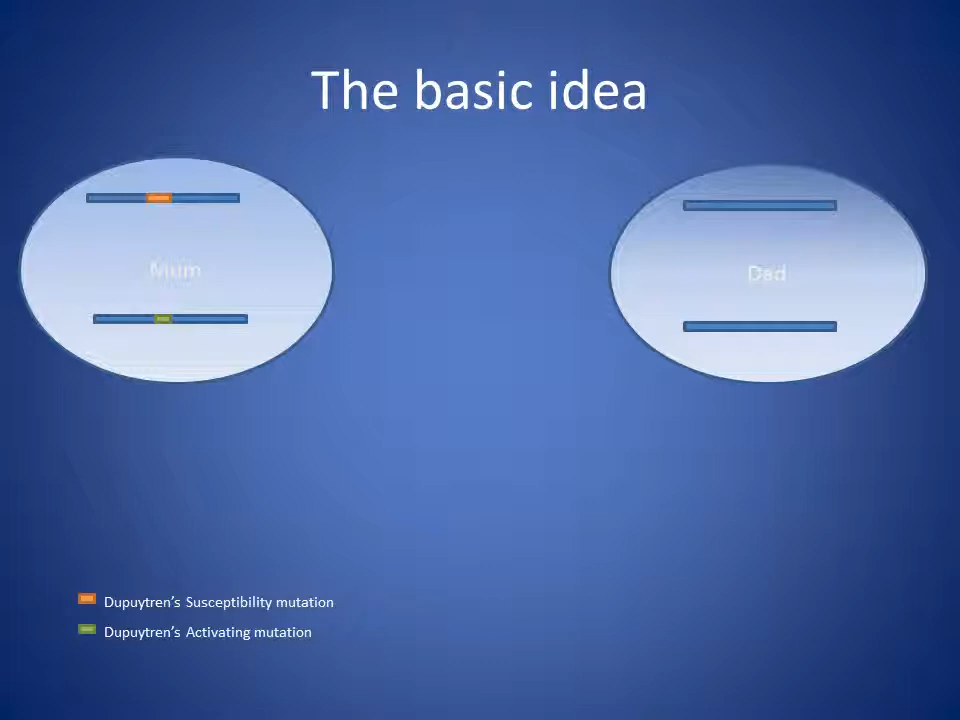 The basic idea
Mum
Dad
Dupuytren’s Susceptibility mutation
Dupuytren’s Activating mutation